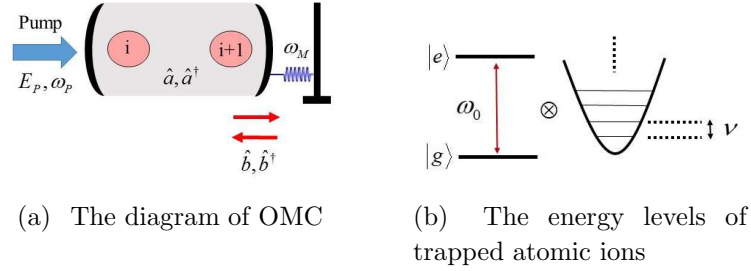 Pump
E_P, ω_P
i
i+1
â, â†
ω_M
b̂, b̂†
|e⟩
ω_0
|g⟩
⊗
ν
(a) The diagram of OMC
(b) The energy levels of
trapped atomic ions